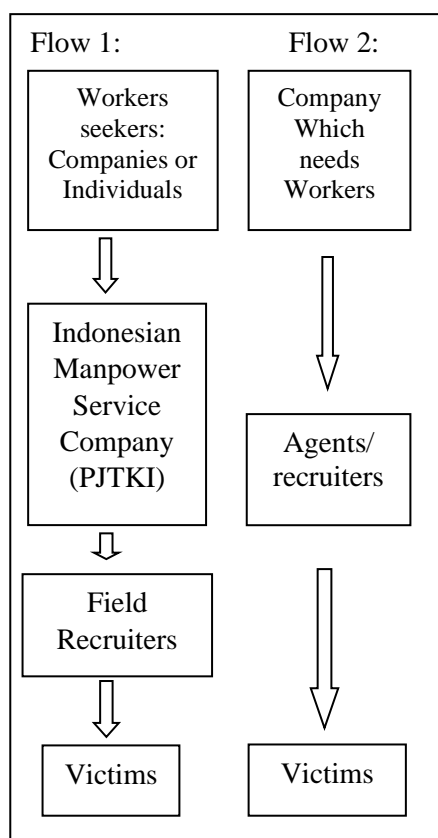 Flow 1:
Workers
seekers:
Companies or
Individuals
Indonesian
Manpower
Service
Company
(PJTKI)
Field
Recruiters
Victims
Flow 2:
Company
Which
needs
Workers
Agents/
recruiters
Victims